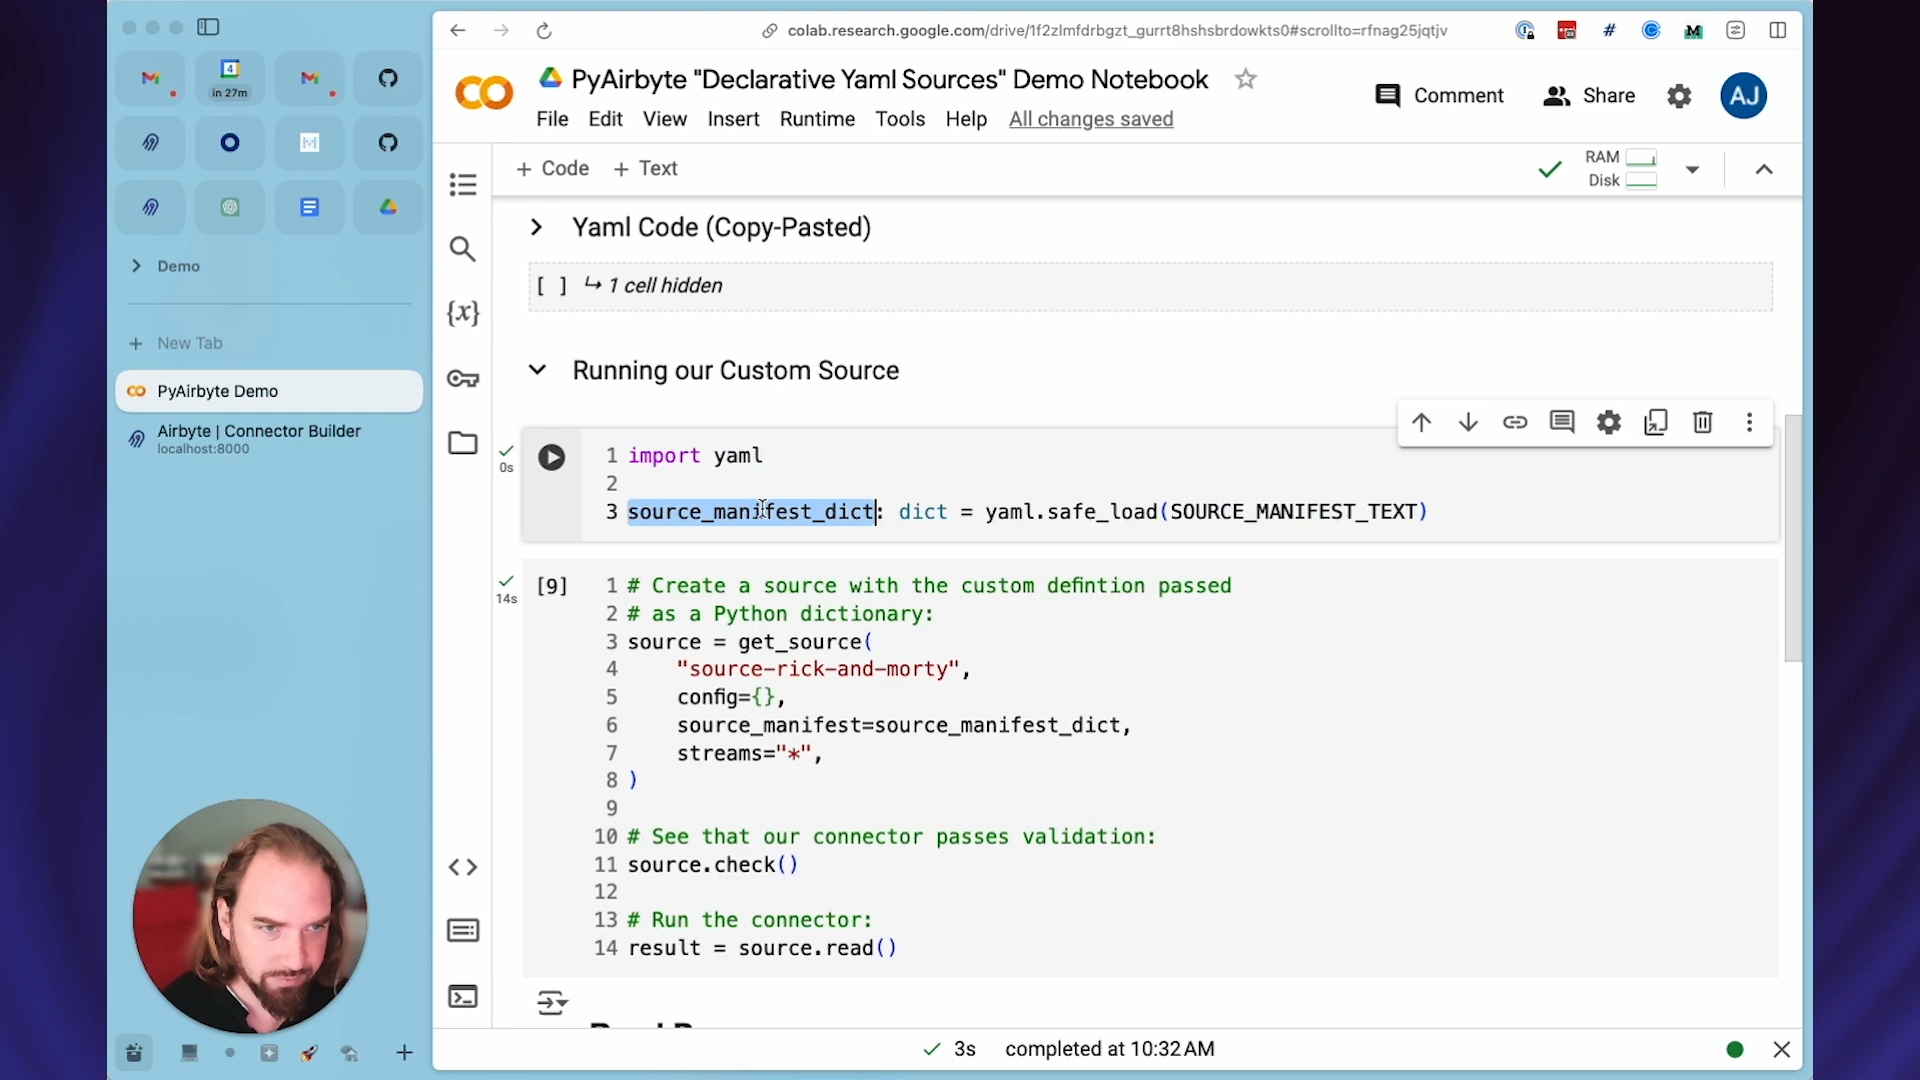 in 27m
Demo
New Tab
PyAirbyte Demo
Airbyte | Connector Builder
localhost:8000
colab.research.google.com/drive/1f2zlmfdrbgzt_gurrt8hshsbrdowkts0#scrollto=rfnag25jqtjv
PyAirbyte "Declarative Yaml Sources" Demo Notebook
Comment
Share
AJ
File Edit View Insert Runtime Tools Help All changes saved
+ Code + Text
RAM
Disk
Yaml Code (Copy-Pasted)
[ ] ↳ 1 cell hidden
Running our Custom Source
0s
1 import yaml
2
3 source_manifest_dict: dict = yaml.safe_load(SOURCE_MANIFEST_TEXT)
14s
[9]
1 # Create a source with the custom defintion passed
2 # as a Python dictionary:
3 source = get_source(
4 "source-rick-and-morty",
5 config={},
6 source_manifest=source_manifest_dict,
7 streams="*",
8 )
9
10 # See that our connector passes validation:
11 source.check()
12
13 # Run the connector:
14 result = source.read()
3s completed at 10:32 AM